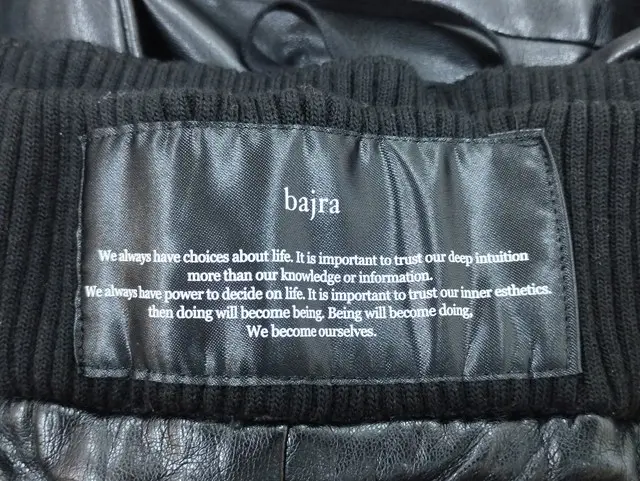 bajra
We always have choices about life. It is important to trust our deep intuition
more than our knowledge or information.
We always have power to decide on life. It is important to trust our inner esthetics.
then doing will become being. Being will become doing,
We become ourselves.